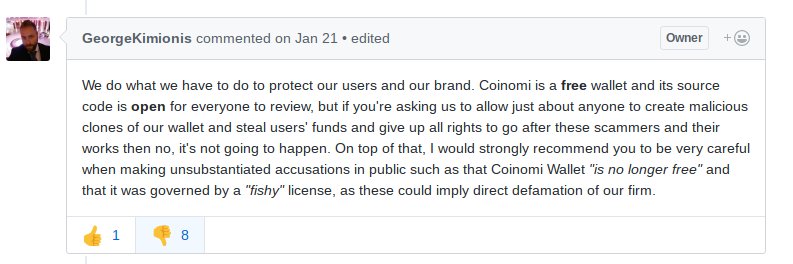 GeorgeKimionis commented on Jan 21 • edited Owner +
We do what we have to do to protect our users and our brand. Coinomi is a free wallet and its source
code is open for everyone to review, but if you're asking us to allow just about anyone to create malicious
clones of our wallet and steal users' funds and give up all rights to go after these scammers and their
works then no, it's not going to happen. On top of that, I would strongly recommend you to be very careful
when making unsubstantiated accusations in public such as that Coinomi Wallet "is no longer free" and
that it was governed by a "fishy" license, as these could imply direct defamation of our firm.
👍 1 👎 8